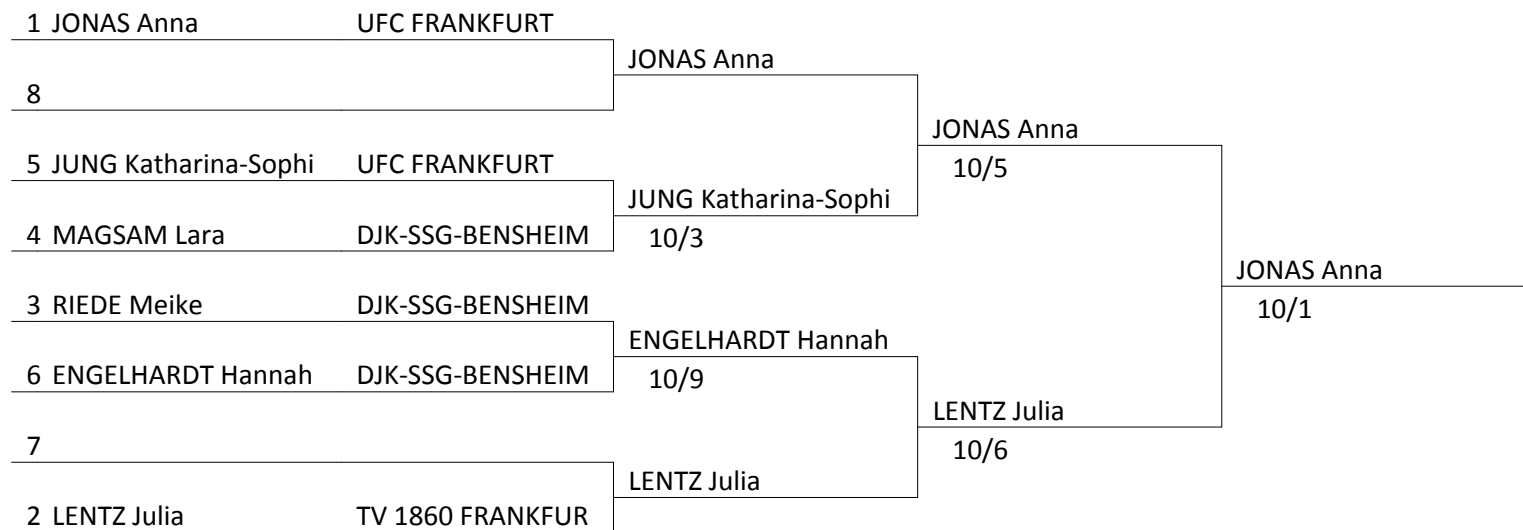 1 JONAS Anna UFC FRANKFURT
JONAS Anna
8
JONAS Anna
5 JUNG Katharina-Sophi UFC FRANKFURT
10/5
JUNG Katharina-Sophi
4 MAGSAM Lara DJK-SSG-BENSHEIM
10/3
JONAS Anna
3 RIEDE Meike DJK-SSG-BENSHEIM
10/1
ENGELHARDT Hannah
6 ENGELHARDT Hannah DJK-SSG-BENSHEIM
10/9
LENTZ Julia
7
10/6
LENTZ Julia
2 LENTZ Julia TV 1860 FRANKFUR